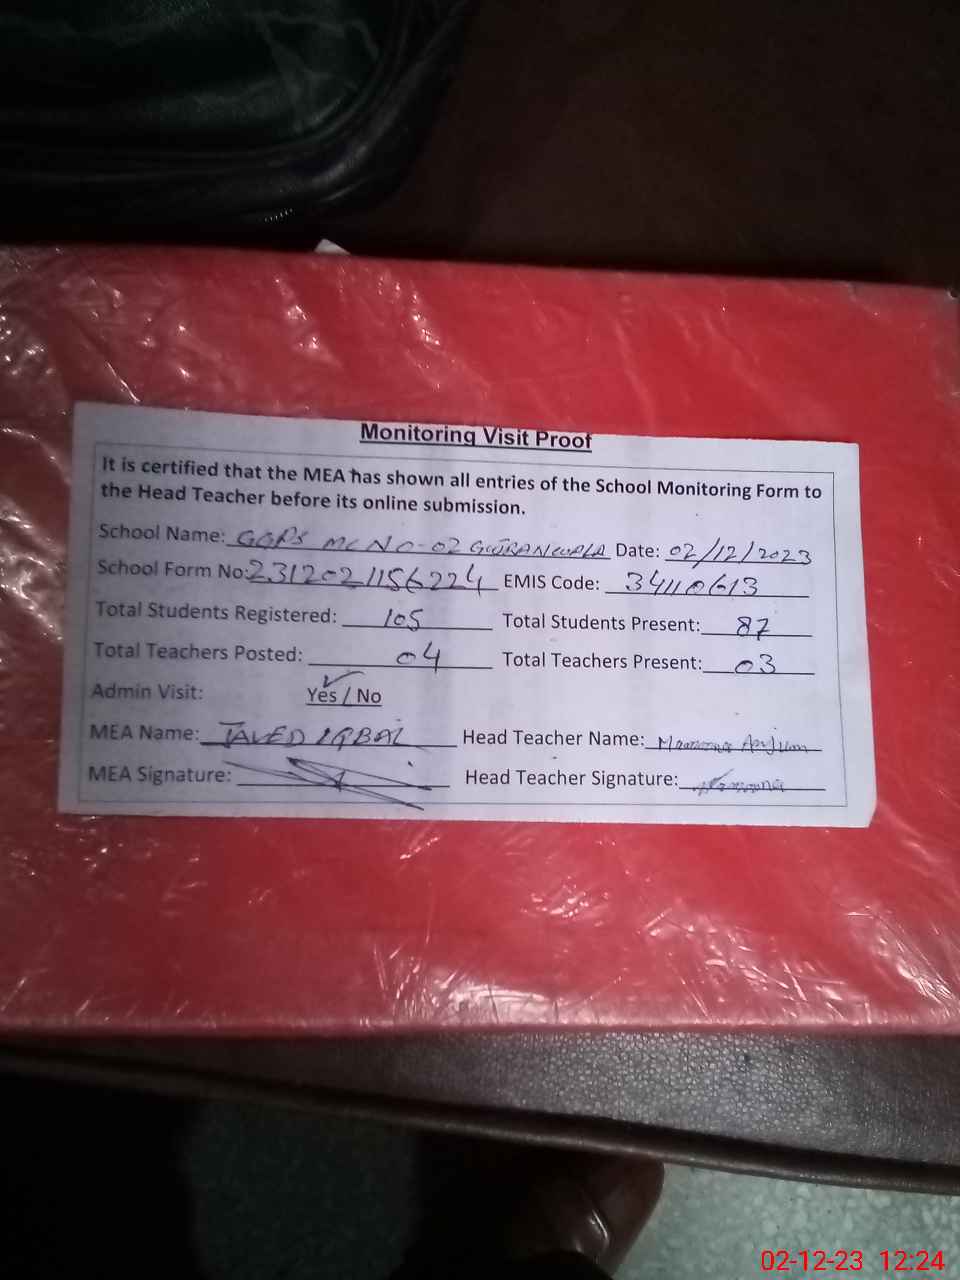 Monitoring Visit Proof
It is certified that the MEA has shown all entries of the School Monitoring Form to
the Head Teacher before its online submission.
School Name: GGPS MC NO-02 GUJRANWALA Date: 02/12/2023
School Form No: 2312021156224 EMIS Code: 34110613
Total Students Registered: 105 Total Students Present: 87
Total Teachers Posted: 04 Total Teachers Present: 03
Admin Visit: Yes / No
MEA Name: JAVED IQBAL Head Teacher Name: Anjum
MEA Signature: Head Teacher Signature:
02-12-23 12:24